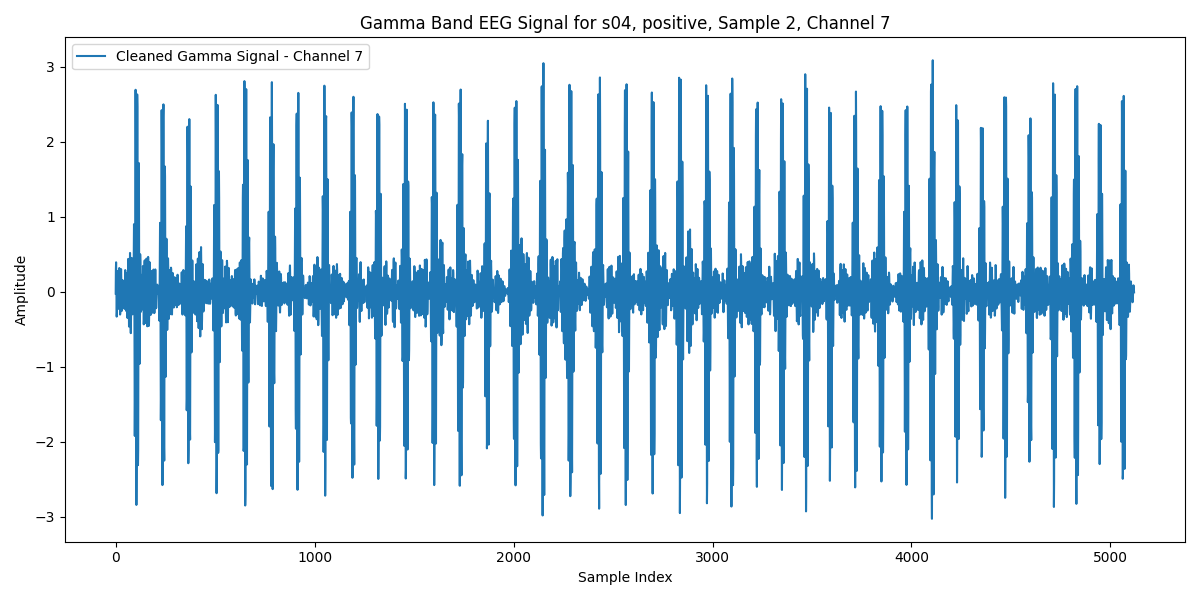 Gamma Band EEG Signal for s04, positive, Sample 2, Channel 7
Cleaned Gamma Signal - Channel 7
3
2
1
0
−1
−2
−3
Amplitude
0 1000 2000 3000 4000 5000
Sample Index